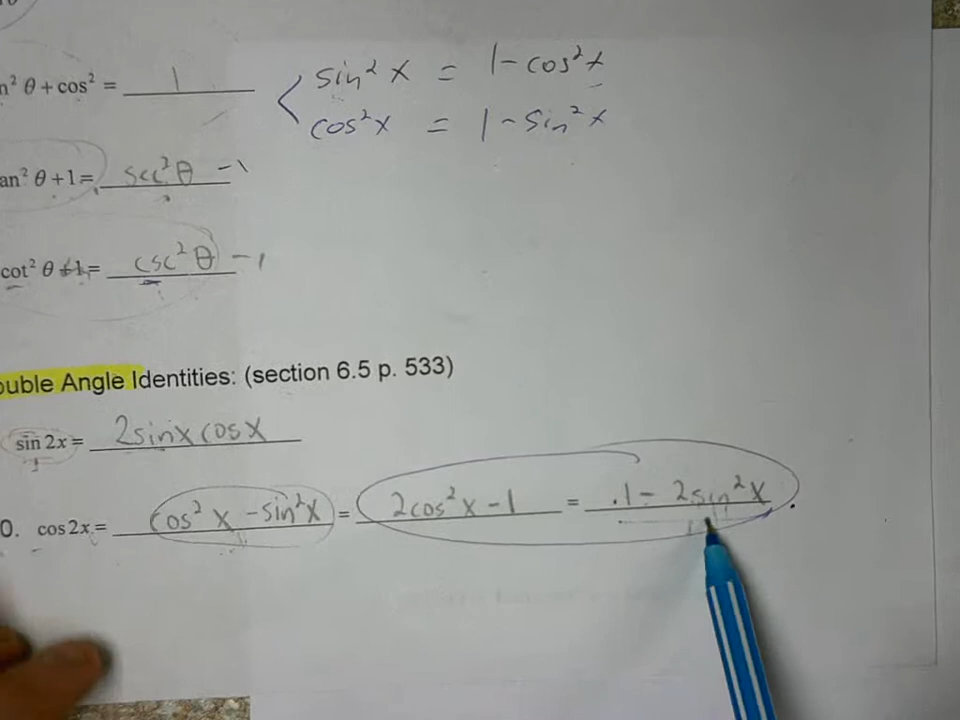 n² θ + cos² = 1
sin² x = 1 - cos² x
cos² x = 1 - sin² x
an² θ + 1 = sec² θ - 1
cot² θ + 1 = csc² θ - 1
ouble Angle Identities: (section 6.5 p. 533)
sin 2x = 2sinx cosx
0. cos 2x = cos² x - sin² x = 2cos² x - 1 = 1 - 2sin² x